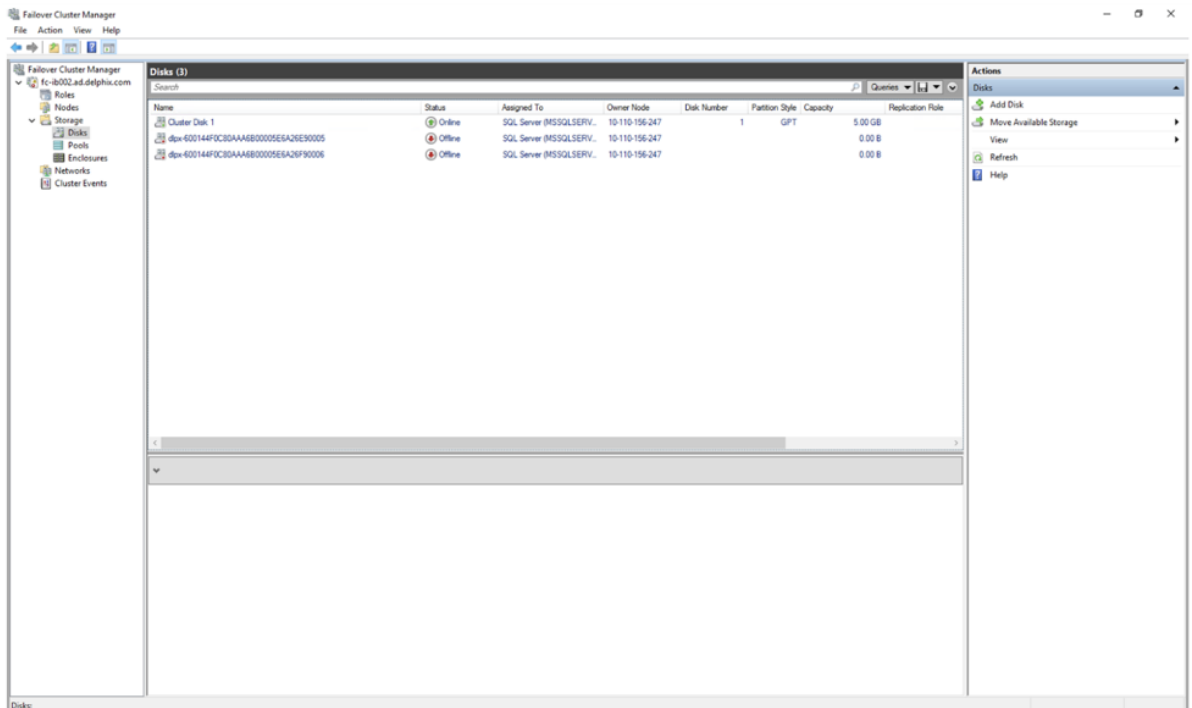 Failover Cluster Manager
File Action View Help
Failover Cluster Manager
fc-ib002.ad.delphix.com
Roles
Nodes
Storage
Disks
Pools
Enclosures
Networks
Cluster Events
Disks (3)
Search Queries
Name Status Assigned To Owner Node Disk Number Partition Style Capacity Replication Role
Cluster Disk 1 Online SQL Server (MSSQLSERV... 10-110-156-247 1 GPT 5.00 GB
dlpx-600144F0C80AAA6B00005E6A26E90005 Offline SQL Server (MSSQLSERV... 10-110-156-247 0.00 B
dlpx-600144F0C80AAA6B00005E6A26F90006 Offline SQL Server (MSSQLSERV... 10-110-156-247 0.00 B
Actions
Disks
Add Disk
Move Available Storage
View
Refresh
Help
Disks: